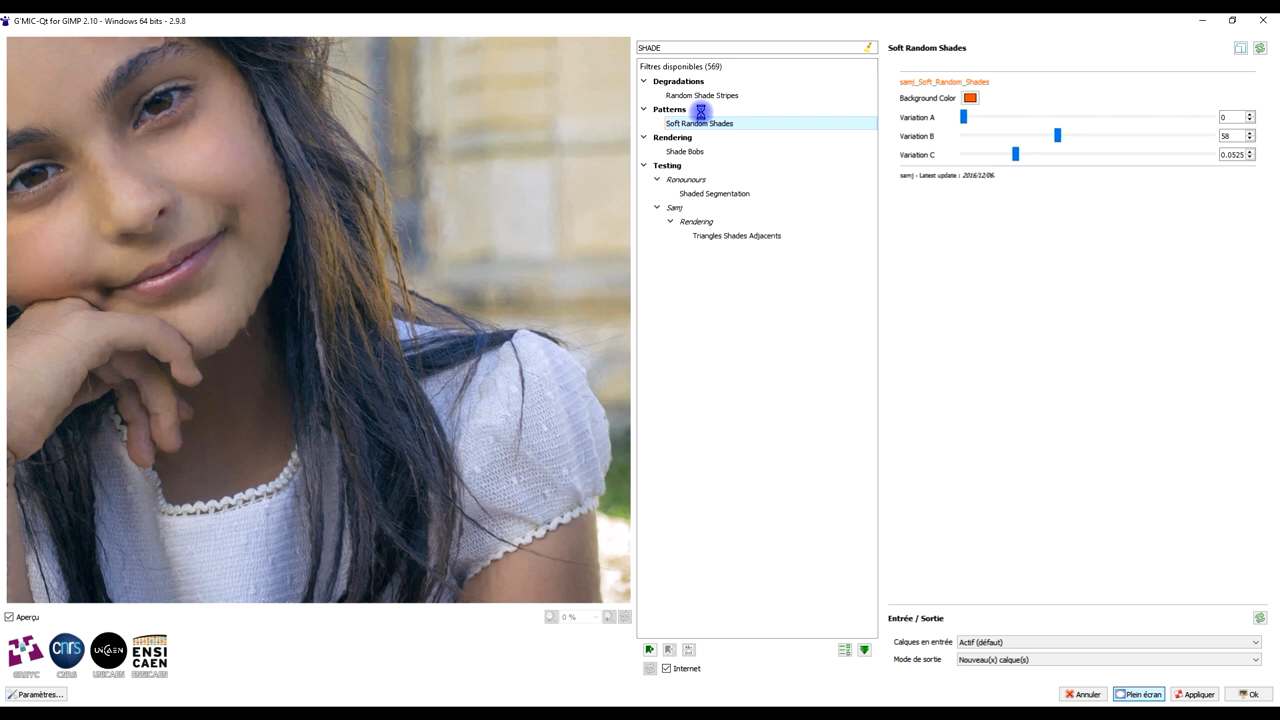 G'MIC-Qt for GIMP 2.10 - Windows 64 bits - 2.9.8
SHADE
Filtres disponibles (569)
Degradations
Random Shade Stripes
Patterns
Soft Random Shades
Rendering
Shade Bobs
Testing
Ronounours
Shaded Segmentation
Samj
Rendering
Triangles Shades Adjacents
Internet
Soft Random Shades
samj_Soft_Random_Shades
Background Color
Variation A 0
Variation B 58
Variation C 0.0525
samj - Latest update : 2016/12/06.
Entrée / Sortie
Calques en entrée Actif (défaut)
Mode de sortie Nouveau(x) calque(s)
Aperçu
0 %
GREYC CNRS UNICAEN ENSICAEN
cnrs UNICAEN ENSI CAEN
Paramètres...
Annuler Plein écran Appliquer Ok